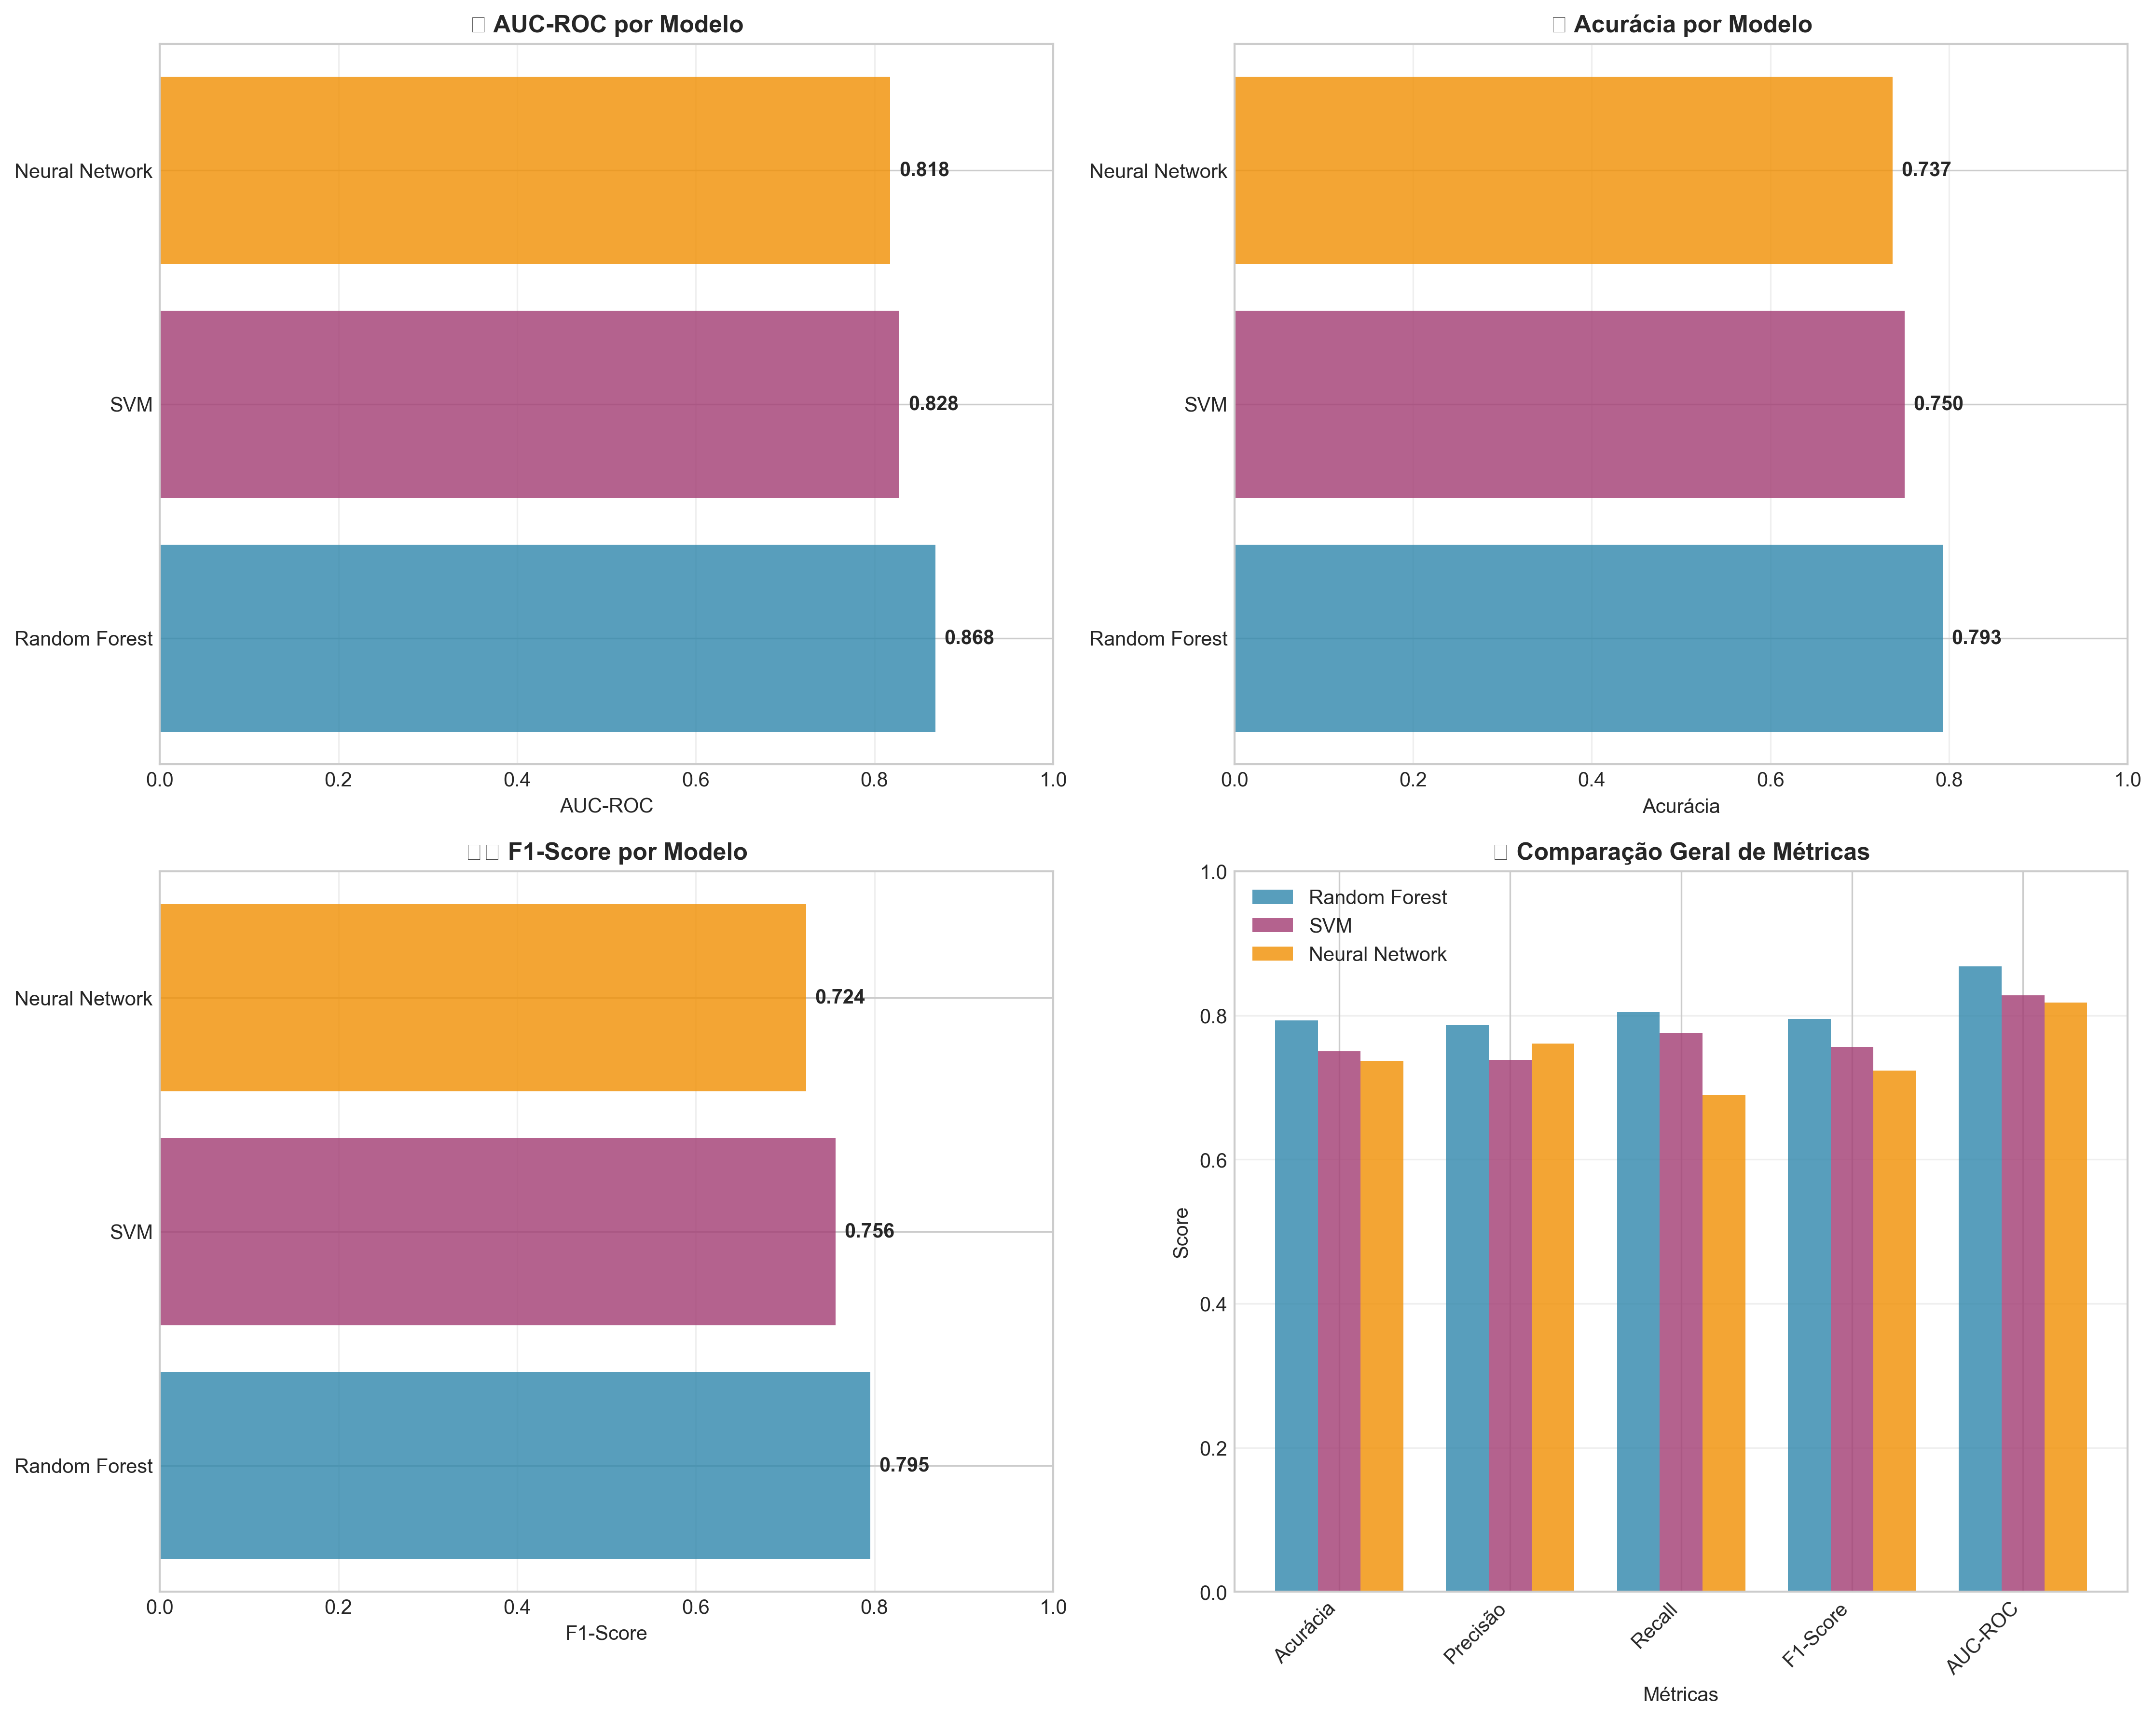 AUC-ROC por Modelo
Neural Network
0.818
SVM
0.828
Random Forest
0.868
0.0 0.2 0.4 0.6 0.8 1.0
AUC-ROC
Acurácia por Modelo
Neural Network
0.737
SVM
0.750
Random Forest
0.793
0.0 0.2 0.4 0.6 0.8 1.0
Acurácia
F1-Score por Modelo
Neural Network
0.724
SVM
0.756
Random Forest
0.795
0.0 0.2 0.4 0.6 0.8 1.0
F1-Score
Comparação Geral de Métricas
Random Forest
SVM
Neural Network
1.0
0.8
0.6
0.4
0.2
0.0
Score
Acurácia
Precisão
Recall
F1-Score
AUC-ROC
Métricas